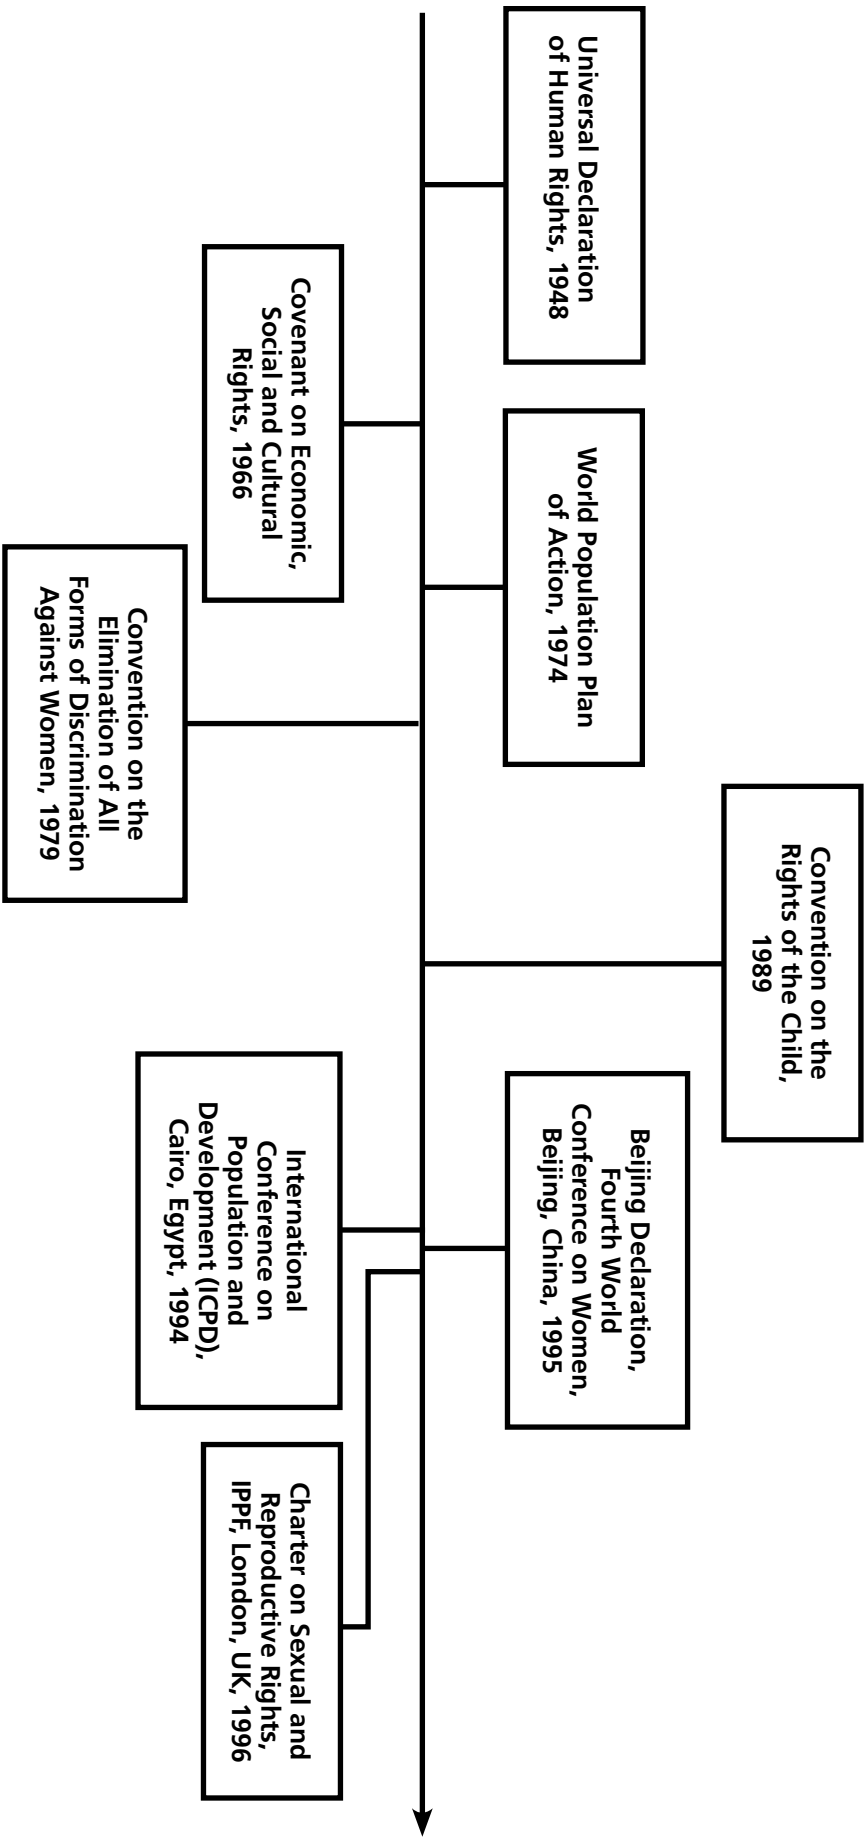 Universal Declaration
of Human Rights, 1948
Covenant on Economic,
Social and Cultural
Rights, 1966
World Population Plan
of Action, 1974
Convention on the
Elimination of All
Forms of Discrimination
Against Women, 1979
Convention on the
Rights of the Child,
1989
International
Conference on
Population and
Development (ICPD),
Cairo, Egypt, 1994
Beijing Declaration,
Fourth World
Conference on Women,
Beijing, China, 1995
Charter on Sexual and
Reproductive Rights,
IPPF, London, UK, 1996